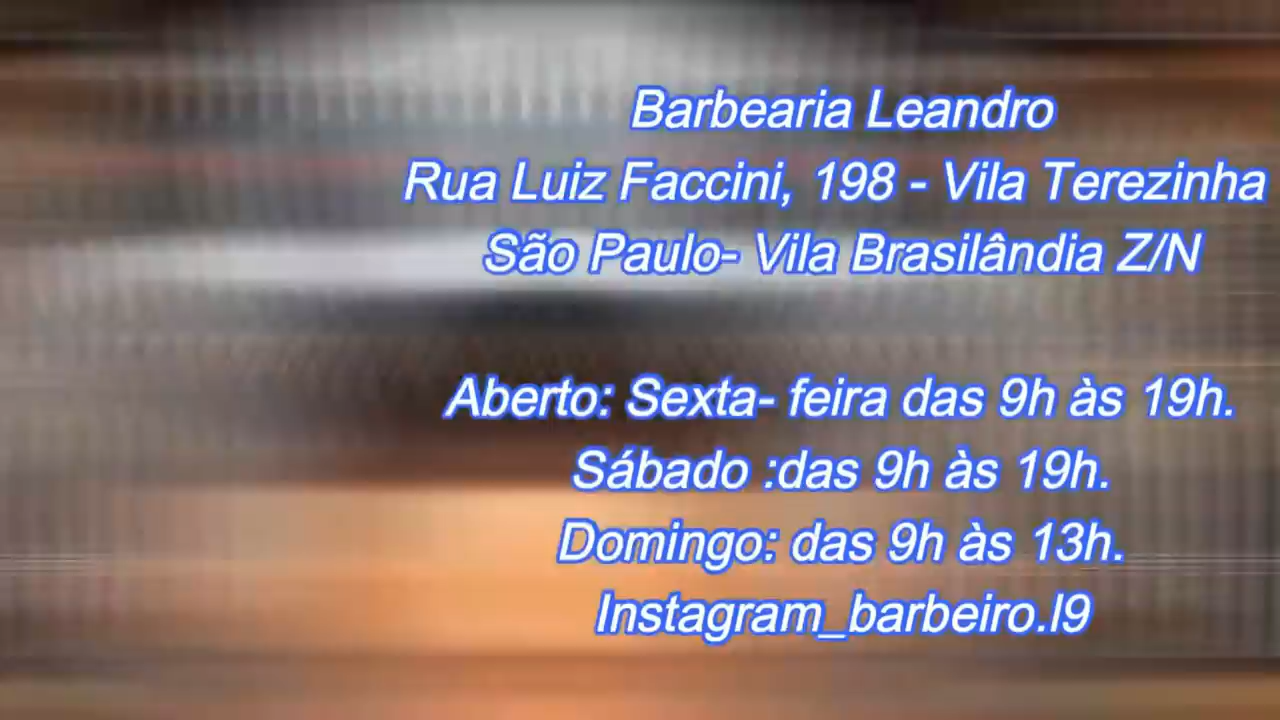 Barbearia Leandro
Rua Luiz Faccini, 198 - Vila Terezinha
São Paulo- Vila Brasilândia Z/N
Aberto: Sexta- feira das 9h às 19h.
Sábado :das 9h às 19h.
Domingo: das 9h às 13h.
Instagram_barbeiro.l9